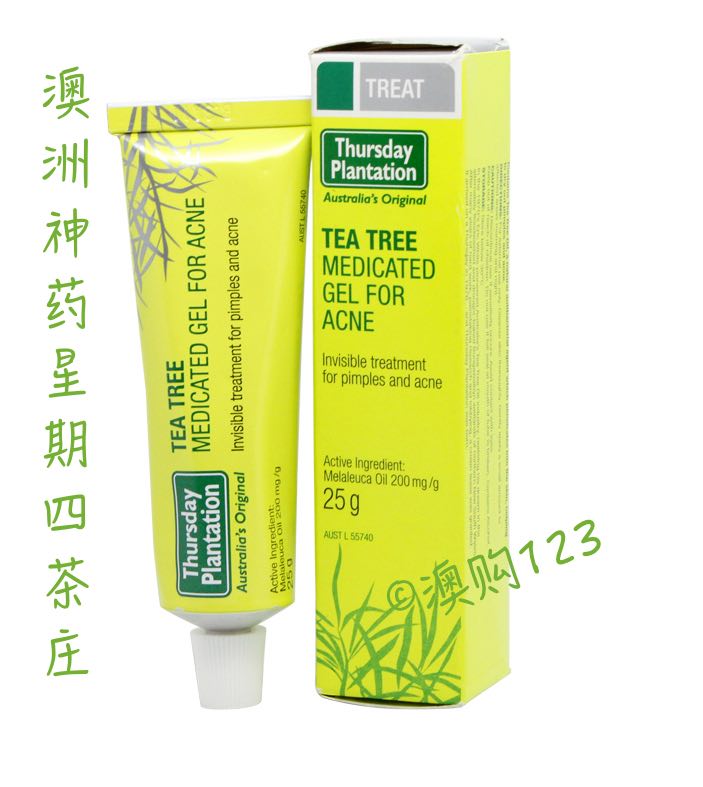 澳洲神药星期四茶庄
TEA TREE
MEDICATED GEL FOR ACNE
Invisible treatment for pimples and acne
AUST L 55740
Thursday
Plantation
Australia's Original
Active Ingredient:
Melaleuca Oil 200 mg/g
25 g
TREAT
Thursday
Plantation
Australia's Original
TEA TREE
MEDICATED
GEL FOR
ACNE
Invisible treatment
for pimples and acne
Active Ingredient:
Melaleuca Oil 200 mg/g
25 g
AUST L 55740
©澳购123